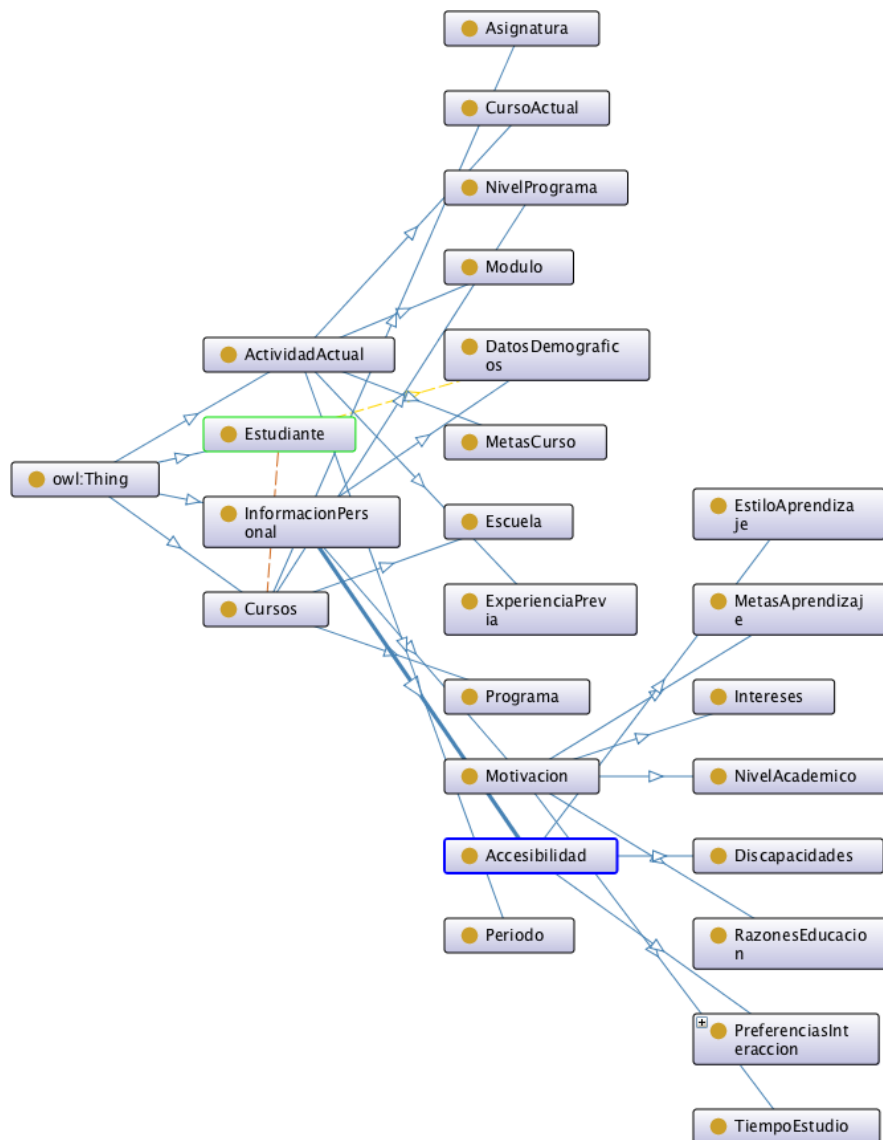 Asignatura
CursoActual
NivelPrograma
Modulo
DatosDemografic
os
ActividadActual
Estudiante
MetasCurso
owl:Thing
InformacionPers
onal
Escuela
EstiloAprendiza
je
Cursos
ExperienciaPrev
ia
MetasAprendizaj
e
Programa
Intereses
Motivacion
NivelAcademico
Accesibilidad
Discapacidades
Periodo
RazonesEducacio
n
PreferenciasInt
eraccion
TiempoEstudio